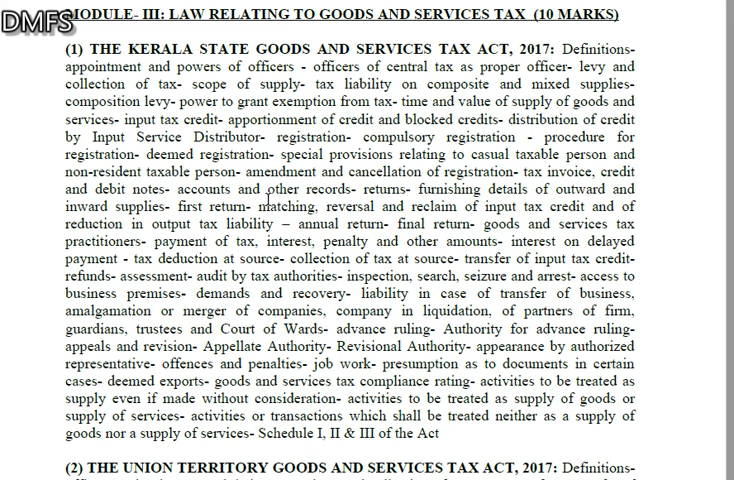 DMFS
MODULE- III: LAW RELATING TO GOODS AND SERVICES TAX (10 MARKS)
(1) THE KERALA STATE GOODS AND SERVICES TAX ACT, 2017: Definitions-
appointment and powers of officers - officers of central tax as proper officer- levy and
collection of tax- scope of supply- tax liability on composite and mixed supplies-
composition levy- power to grant exemption from tax- time and value of supply of goods and
services- input tax credit- apportionment of credit and blocked credits- distribution of credit
by Input Service Distributor- registration- compulsory registration - procedure for
registration- deemed registration- special provisions relating to casual taxable person and
non-resident taxable person- amendment and cancellation of registration- tax invoice, credit
and debit notes- accounts and other records- returns- furnishing details of outward and
inward supplies- first return- matching, reversal and reclaim of input tax credit and of
reduction in output tax liability – annual return- final return- goods and services tax
practitioners- payment of tax, interest, penalty and other amounts- interest on delayed
payment - tax deduction at source- collection of tax at source- transfer of input tax credit-
refunds- assessment- audit by tax authorities- inspection, search, seizure and arrest- access to
business premises- demands and recovery- liability in case of transfer of business,
amalgamation or merger of companies, company in liquidation, of partners of firm,
guardians, trustees and Court of Wards- advance ruling- Authority for advance ruling-
appeals and revision- Appellate Authority- Revisional Authority- appearance by authorized
representative- offences and penalties- job work- presumption as to documents in certain
cases- deemed exports- goods and services tax compliance rating- activities to be treated as
supply even if made without consideration- activities to be treated as supply of goods or
supply of services- activities or transactions which shall be treated neither as a supply of
goods nor a supply of services- Schedule I, II & III of the Act
(2) THE UNION TERRITORY GOODS AND SERVICES TAX ACT, 2017: Definitions-